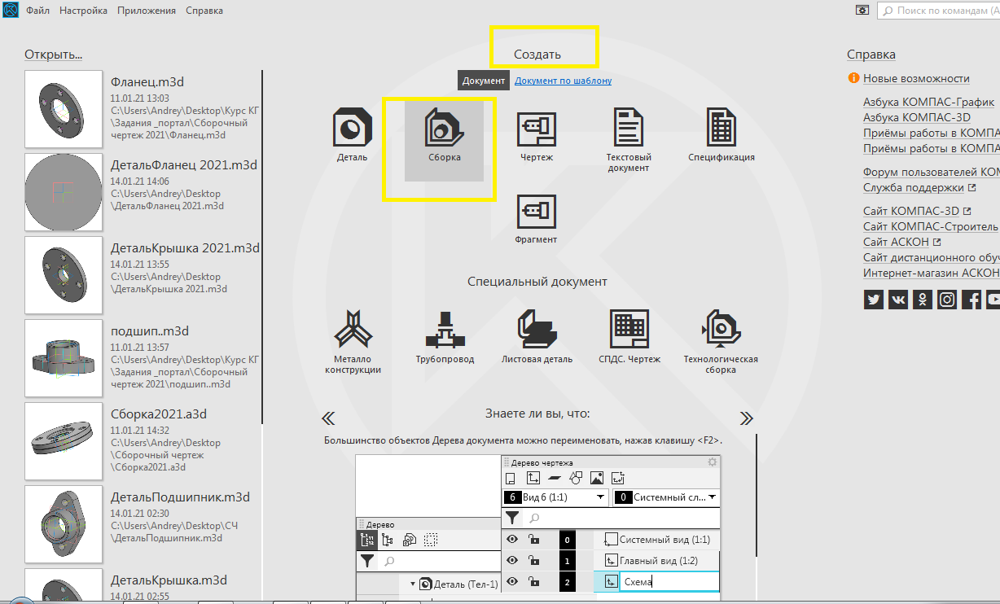 Файл Настройка Приложения Справка
Поиск по командам (А
Открыть...
Фланец.m3d
11.01.21 13:03
C:\Users\Andrey\Desktop\Курс КГ
\Задания _портал\Сборочный
чертеж 2021\Фланец.m3d
ДетальФланец 2021.m3d
14.01.21 14:06
C:\Users\Andrey\Desktop
\ДетальФланец 2021.m3d
ДетальКрышка 2021.m3d
14.01.21 13:55
C:\Users\Andrey\Desktop
\ДетальКрышка 2021.m3d
подшип..m3d
11.01.21 13:57
C:\Users\Andrey\Desktop\Курс КГ
\Задания _портал\Сборочный
чертеж 2021\подшип..m3d
Сборка2021.a3d
11.01.21 14:32
C:\Users\Andrey\Desktop
\Сборочный чертеж
\Сборка2021.a3d
ДетальПодшипник.m3d
14.01.21 02:30
C:\Users\Andrey\Desktop\СЧ
\ДетальПодшипник.m3d
ДетальКрышка.m3d
14.01.21 02:55
Создать
Документ Документ по шаблону
Деталь
Сборка
Чертеж
Текстовый
документ
Спецификация
Фрагмент
Специальный документ
Металло
конструкции
Трубопровод
Листовая деталь
СПДС. Чертеж
Технологическая
сборка
Знаете ли вы, что:
Большинство объектов Дерева документа можно переименовать, нажав клавишу <F2>.
Дерево чертежа
6 Вид 6 (1:1)
0 Системный сл...
Дерево
0 Системный вид (1:1)
1 Главный вид (1:2)
2 Схема
Деталь (Тел-1)
Справка
Новые возможности
Азбука КОМПАС-График
Азбука КОМПАС-3D
Приёмы работы в КОМПА
Приёмы работы в КОМПА
Форум пользователей КОМ
Служба поддержки
Сайт КОМПАС-3D
Сайт КОМПАС-Строитель
Сайт АСКОН
Сайт дистанционного обуч
Интернет-магазин АСКОН